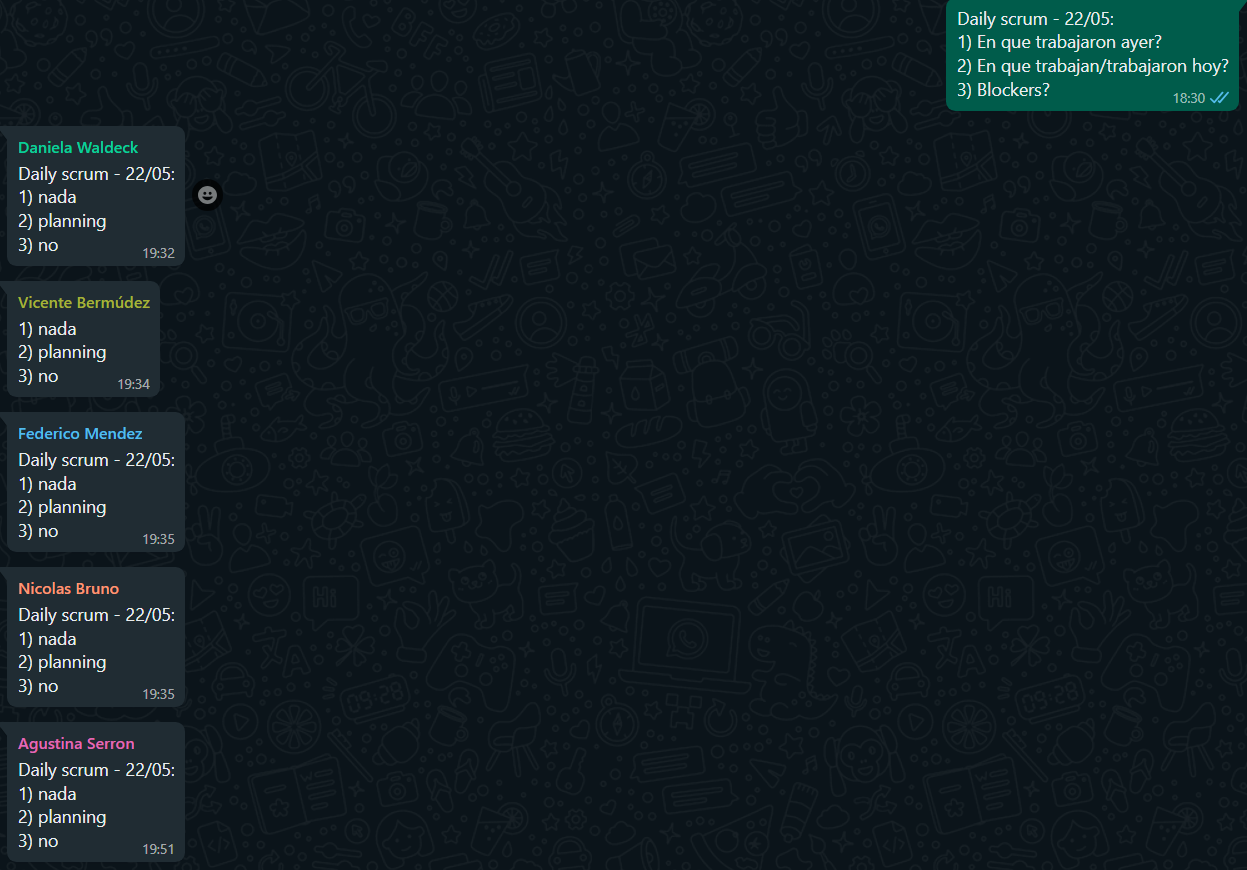 Daily scrum - 22/05:
1) En que trabajaron ayer?
2) En que trabajan/trabajaron hoy?
3) Blockers?
18:30
Daniela Waldeck
Daily scrum - 22/05:
1) nada
2) planning
3) no
19:32
Vicente Bermúdez
1) nada
2) planning
3) no
19:34
Federico Mendez
Daily scrum - 22/05:
1) nada
2) planning
3) no
19:35
Nicolas Bruno
Daily scrum - 22/05:
1) nada
2) planning
3) no
19:35
Agustina Serron
Daily scrum - 22/05:
1) nada
2) planning
3) no
19:51